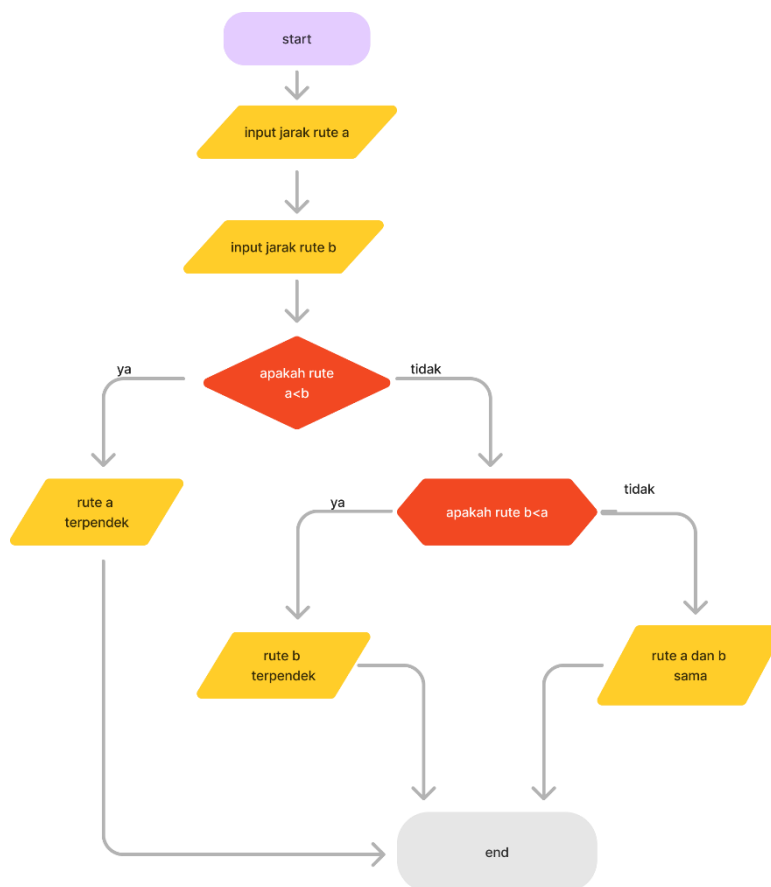 start
input jarak rute a
input jarak rute b
apakah rute
a<b
ya
tidak
rute a
terpendek
apakah rute b<a
ya
tidak
rute b
terpendek
rute a dan b
sama
end